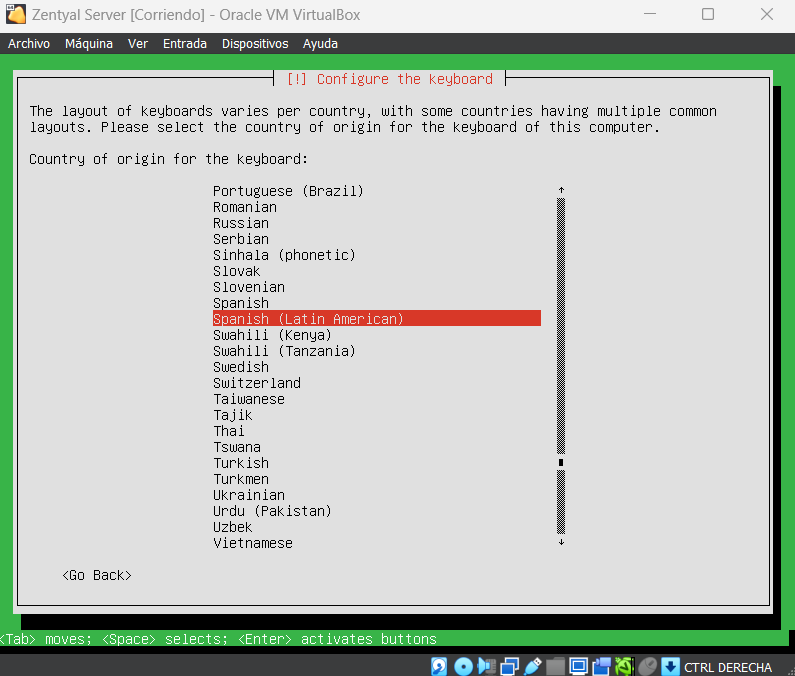 Zentyal Server [Corriendo] - Oracle VM VirtualBox
Archivo Máquina Ver Entrada Dispositivos Ayuda
[!] Configure the keyboard
The layout of keyboards varies per country, with some countries having multiple common
layouts. Please select the country of origin for the keyboard of this computer.
Country of origin for the keyboard:
Portuguese (Brazil)
Romanian
Russian
Serbian
Sinhala (phonetic)
Slovak
Slovenian
Spanish
Spanish (Latin American)
Swahili (Kenya)
Swahili (Tanzania)
Swedish
Switzerland
Taiwanese
Tajik
Thai
Tswana
Turkish
Turkmen
Ukrainian
Urdu (Pakistan)
Uzbek
Vietnamese
<Go Back>
<Tab> moves; <Space> selects; <Enter> activates buttons
CTRL DERECHA